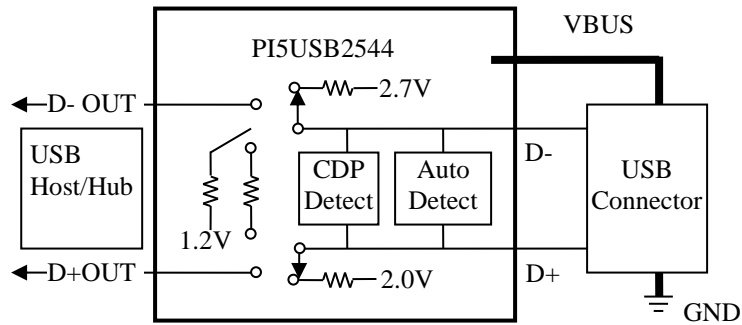 VBUS
PI5USB2544
2.7V
D- OUT
USB
Host/Hub
D-
CDP
Detect
Auto
Detect
USB
Connector
1.2V
D+OUT
2.0V
D+
GND